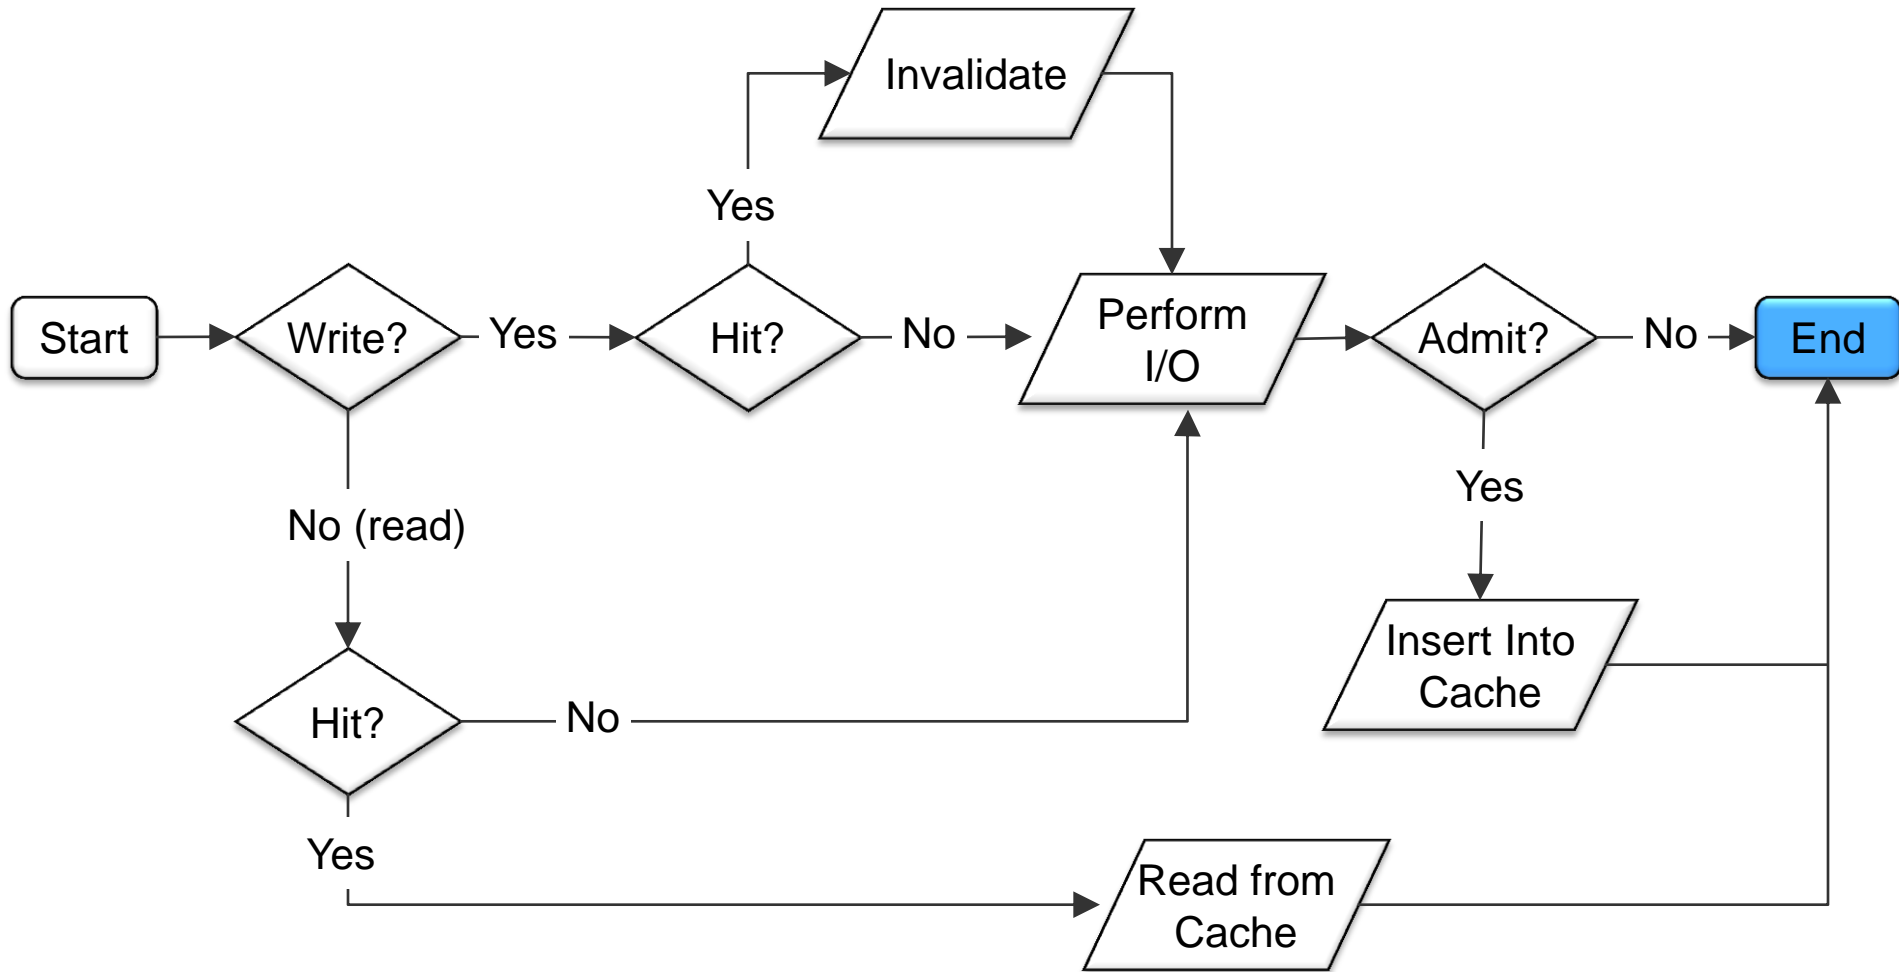 Invalidate
Yes
Start
Write?
Yes
Hit?
No
Perform
I/O
Admit?
No
End
Yes
No (read)
Insert Into
Cache
Hit?
No
Yes
Read from
Cache